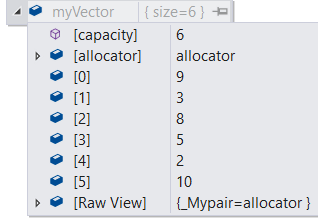 myVector { size=6 }
[capacity] 6
[allocator] allocator
[0] 9
[1] 3
[2] 8
[3] 5
[4] 2
[5] 10
[Raw View] {_Mypair=allocator }